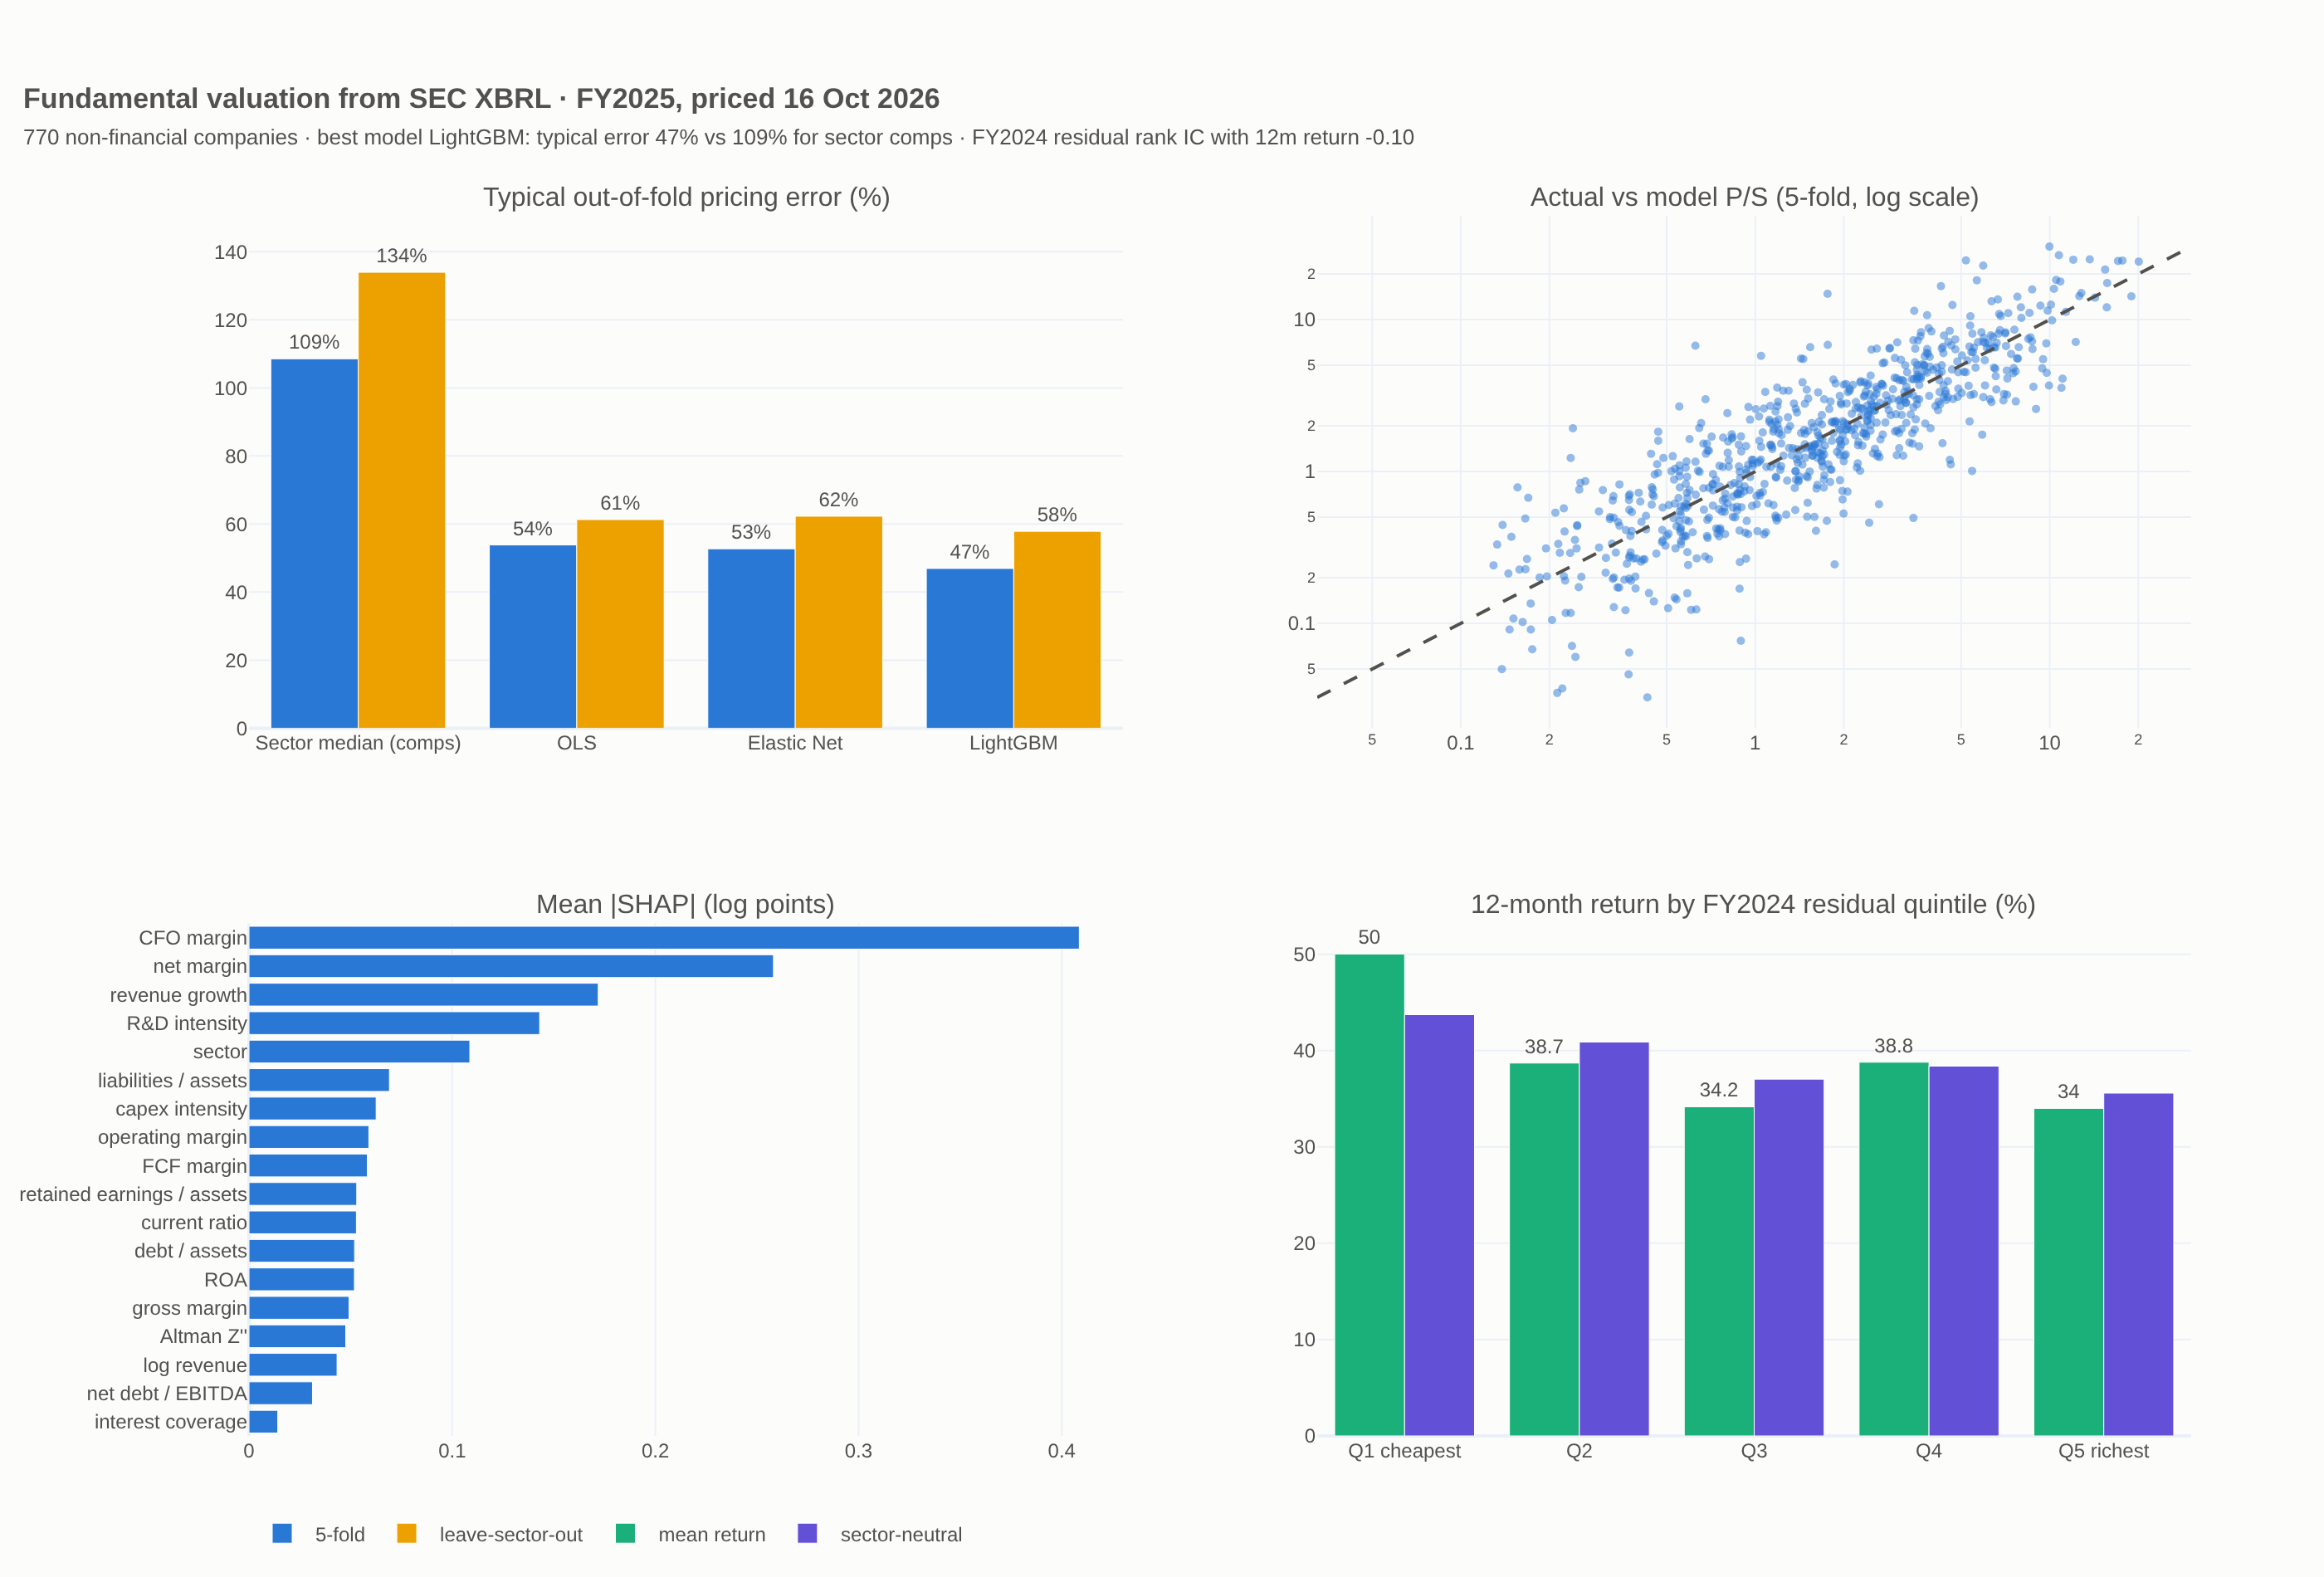 Fundamental valuation from SEC XBRL · FY2025, priced 16 Oct 2026
770 non-financial companies · best model LightGBM: typical error 47% vs 109% for sector comps · FY2024 residual rank IC with 12m return -0.10
Typical out-of-fold pricing error (%)
140
120
100
80
60
40
20
0
109%
134%
54%
61%
53%
62%
47%
58%
Sector median (comps)
OLS
Elastic Net
LightGBM
Actual vs model P/S (5-fold, log scale)
2
10
5
2
1
5
2
0.1
5
5
0.1
2
5
1
2
5
10
2
Mean |SHAP| (log points)
CFO margin
net margin
revenue growth
R&D intensity
sector
liabilities / assets
capex intensity
operating margin
FCF margin
retained earnings / assets
current ratio
debt / assets
ROA
gross margin
Altman Z''
log revenue
net debt / EBITDA
interest coverage
0
0.1
0.2
0.3
0.4
12-month return by FY2024 residual quintile (%)
50
40
30
20
10
0
50
38.7
34.2
38.8
34
Q1 cheapest
Q2
Q3
Q4
Q5 richest
5-fold
leave-sector-out
mean return
sector-neutral